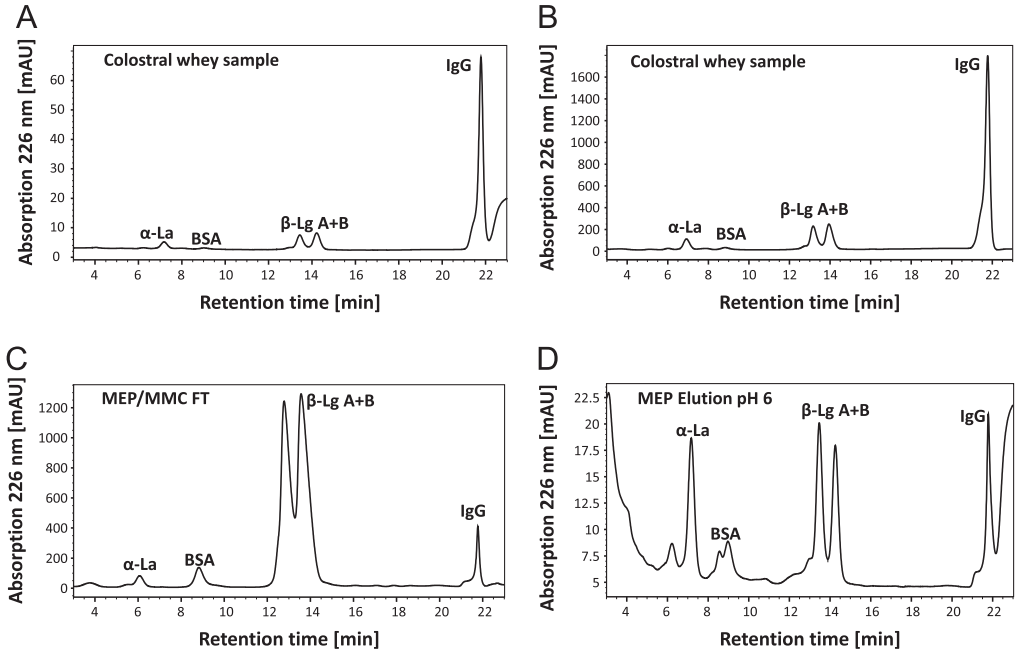 A
Absorption 226 nm [mAU]
Colostral whey sample
IgG
α-La
BSA
β-Lg A+B
60
50
40
30
20
10
0
4 6 8 10 12 14 16 18 20 22
Retention time [min]
B
Absorption 226 nm [mAU]
Colostral whey sample
IgG
α-La
BSA
β-Lg A+B
1600
1400
1200
1000
800
600
400
200
0
4 6 8 10 12 14 16 18 20 22
Retention time [min]
C
Absorption 226 nm [mAU]
MEP/MMC FT
β-Lg A+B
IgG
α-La
BSA
1200
1000
800
600
400
200
0
4 6 8 10 12 14 16 18 20 22
Retention time [min]
D
Absorption 226 nm [mAU]
MEP Elution pH 6
β-Lg A+B
IgG
α-La
BSA
22.5
20
17.5
15
12.5
10
7.5
5
4 6 8 10 12 14 16 18 20 22
Retention time [min]